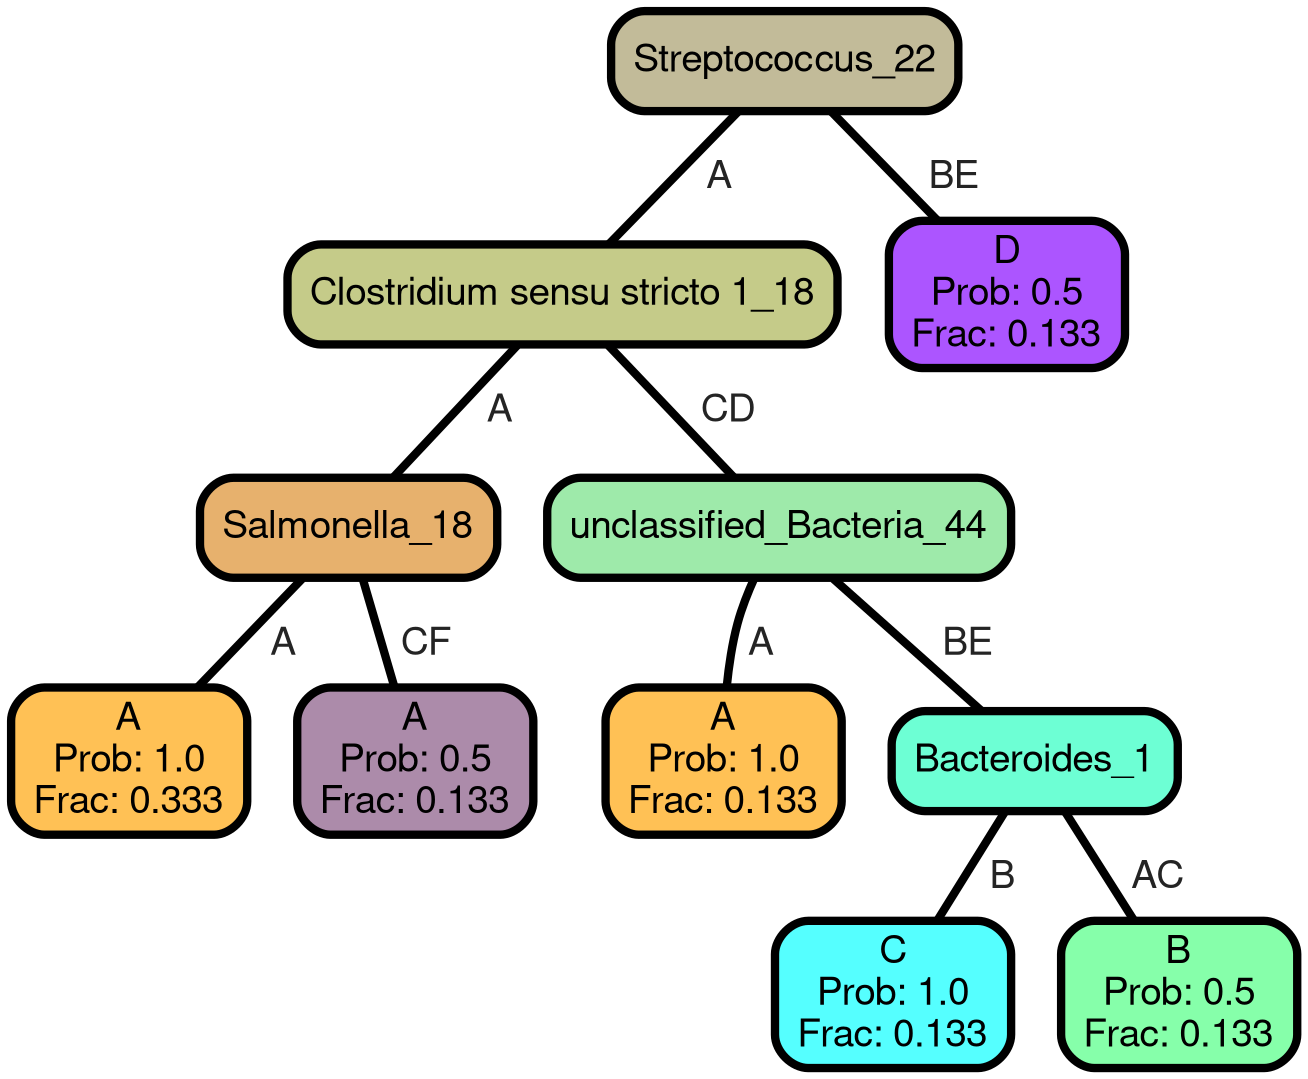 Streptococcus_22
A
BE
Clostridium sensu stricto 1_18
D
Prob: 0.5
Frac: 0.133
A
CD
Salmonella_18
unclassified_Bacteria_44
A
CF
A
BE
A
Prob: 1.0
Frac: 0.333
A
Prob: 0.5
Frac: 0.133
A
Prob: 1.0
Frac: 0.133
Bacteroides_1
B
AC
C
Prob: 1.0
Frac: 0.133
B
Prob: 0.5
Frac: 0.133